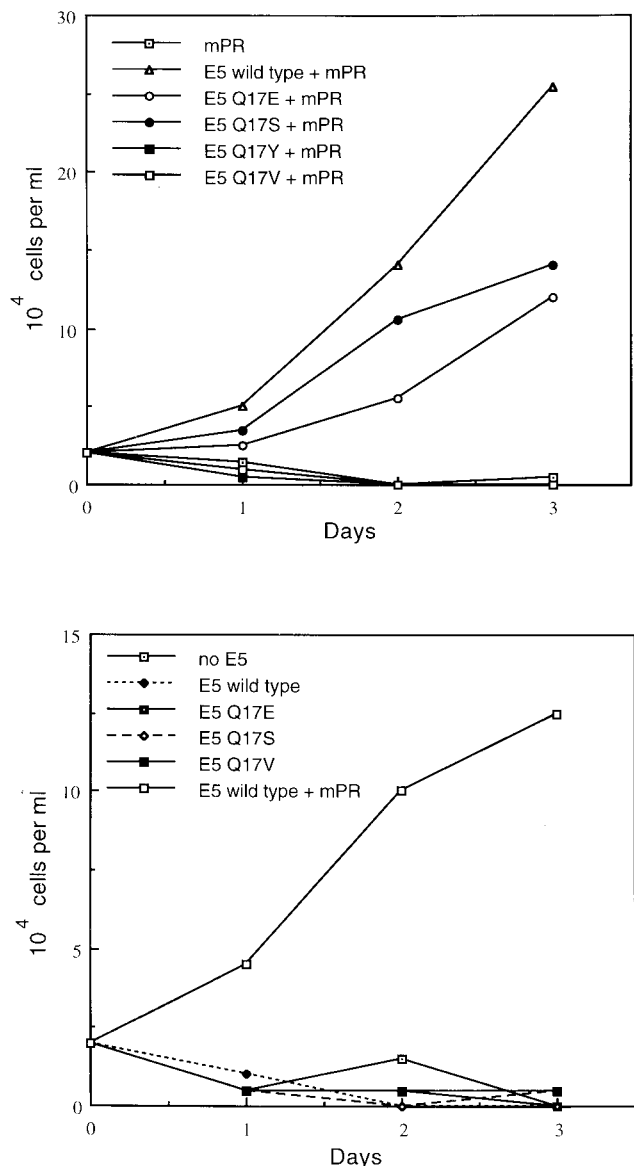 30
20
10
0
10^4 cells per ml
mPR
E5 wild type + mPR
E5 Q17E + mPR
E5 Q17S + mPR
E5 Q17Y + mPR
E5 Q17V + mPR
0 1 2 3
Days
15
10
5
0
10^4 cells per ml
no E5
E5 wild type
E5 Q17E
E5 Q17S
E5 Q17V
E5 wild type + mPR
0 1 2 3
Days